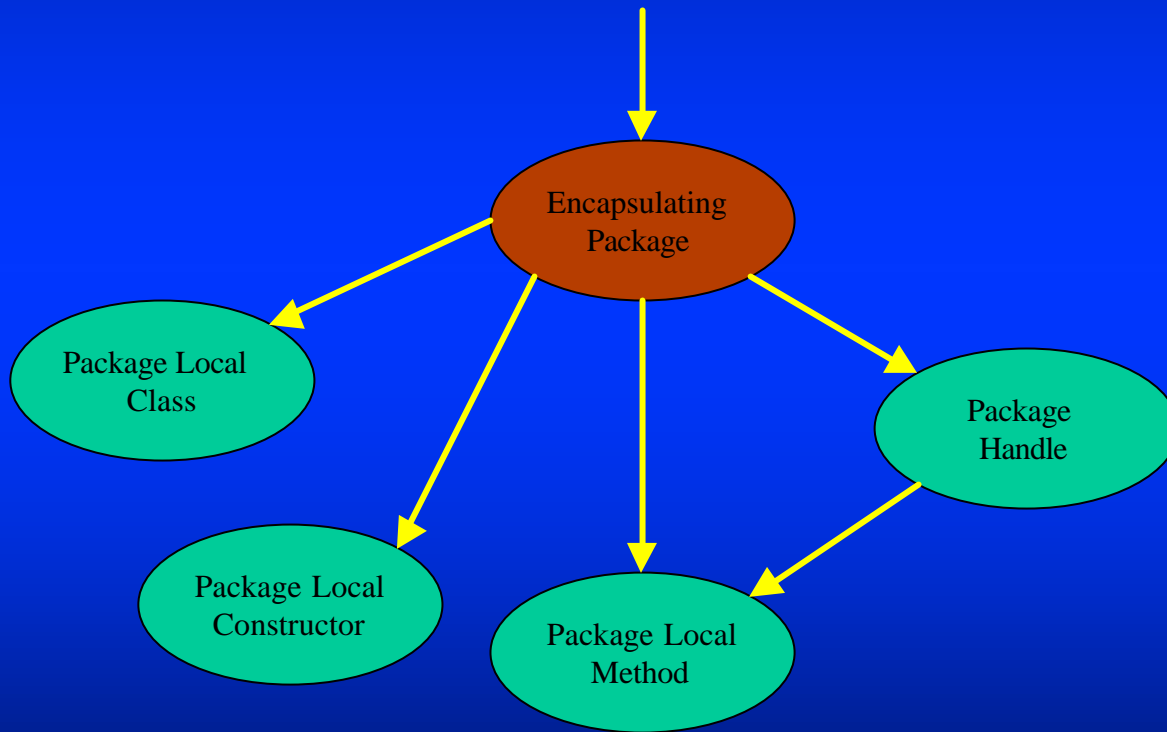 Encapsulating
Package
Package Local
Class
Package
Handle
Package Local
Constructor
Package Local
Method